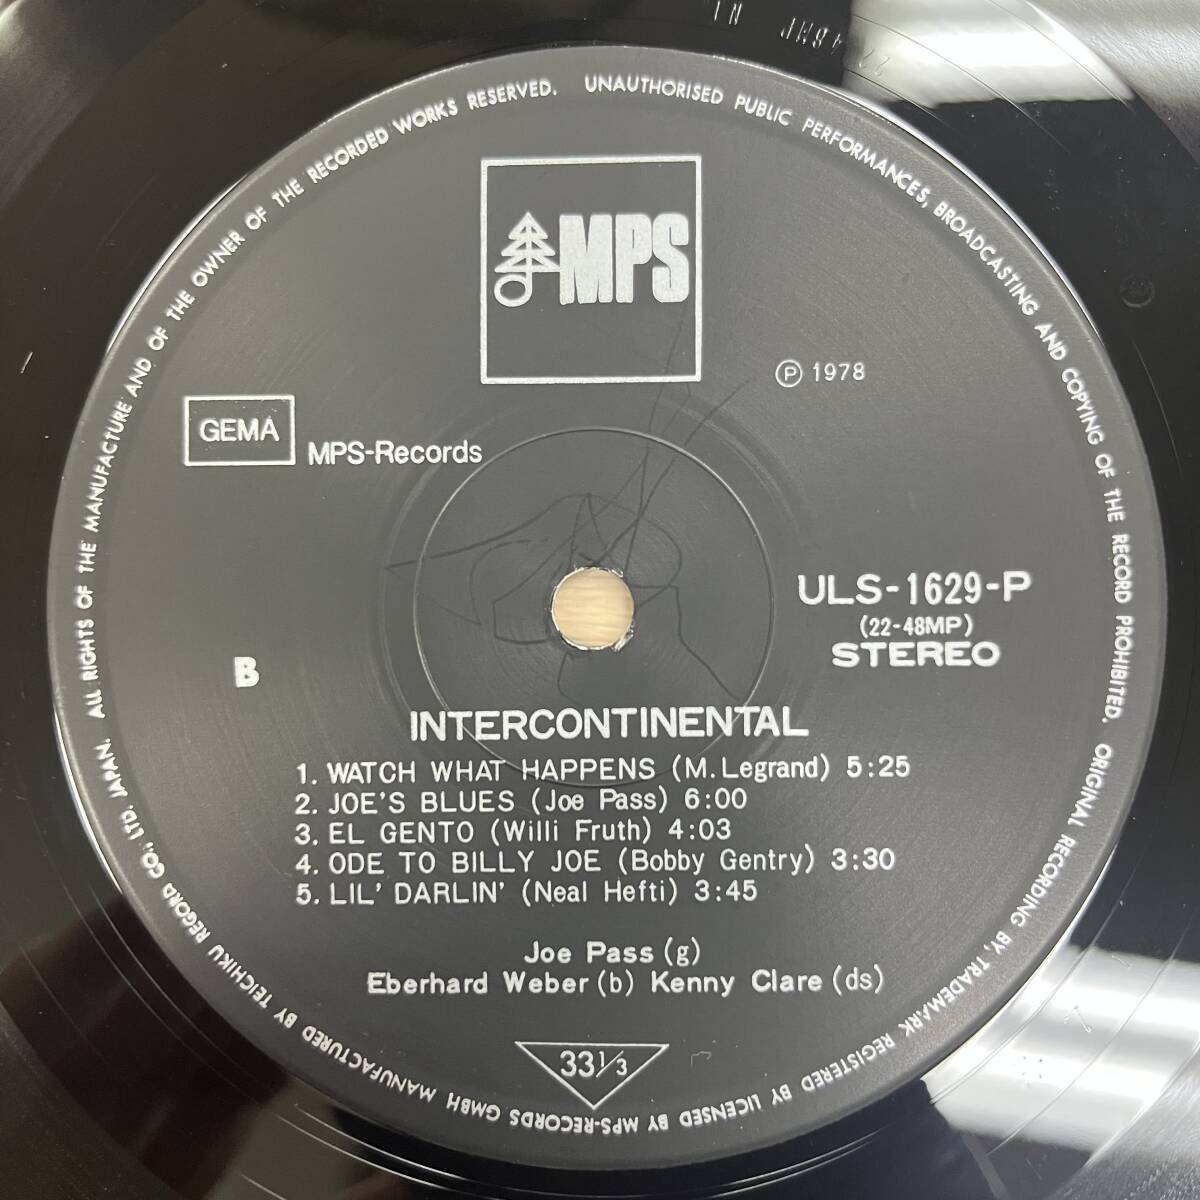 MPS
℗ 1978
GEMA
MPS-Records
ULS-1629-P
(22-48MP)
STEREO
B
INTERCONTINENTAL
1. WATCH WHAT HAPPENS (M. Legrand) 5:25
2. JOE'S BLUES (Joe Pass) 6:00
3. EL GENTO (Willi Fruth) 4:03
4. ODE TO BILLY JOE (Bobby Gentry) 3:30
5. LIL' DARLIN' (Neal Hefti) 3:45
Joe Pass (g)
Eberhard Weber (b) Kenny Clare (ds)
33 1/3
ALL RIGHTS OF THE MANUFACTURE AND OF THE OWNER OF THE RECORDED WORKS RESERVED. UNAUTHORISED PUBLIC PERFORMANCES, BROADCASTING AND COPYING OF THE RECORD PROHIBITED. ORIGINAL RECORDING BY, TRADEMARK REGISTERED BY LICENSED BY MPS-RECORDS GMBH MANUFACTURED BY TEICHIKU RECORD CO., LTD. JAPAN.